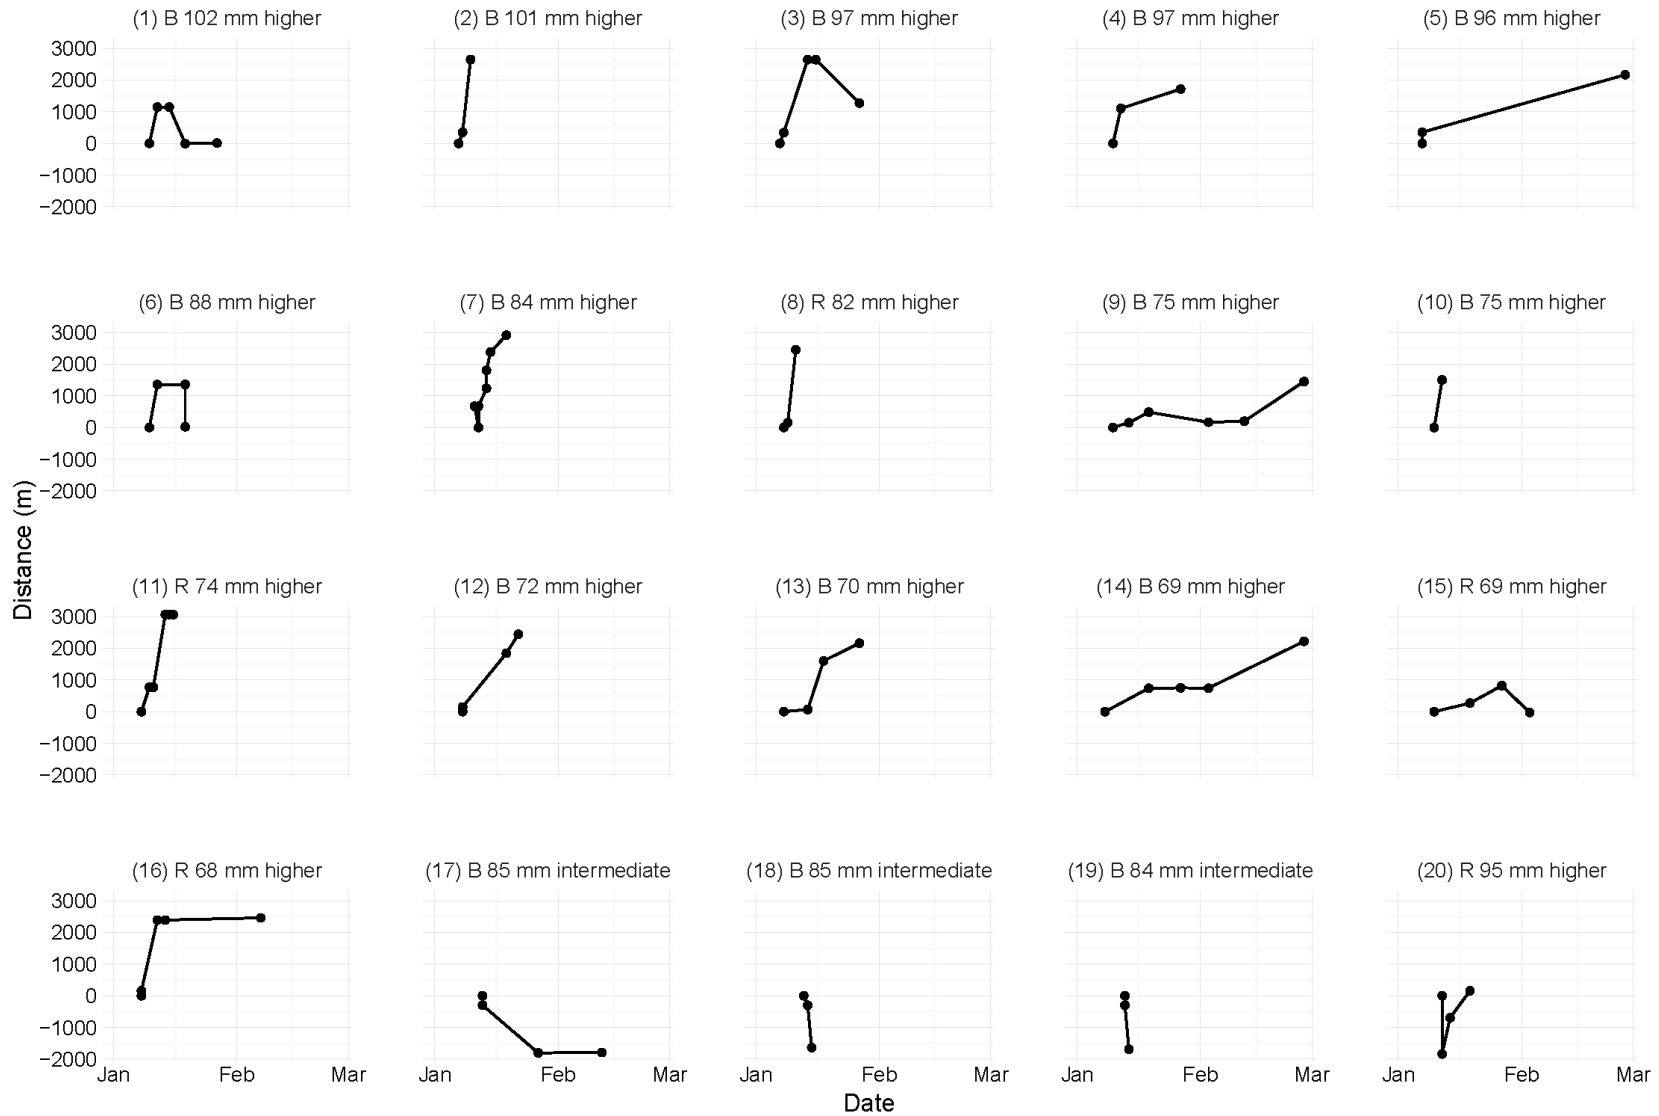 (1) B 102 mm higher
(2) B 101 mm higher
(3) B 97 mm higher
(4) B 97 mm higher
(5) B 96 mm higher
3000
2000
1000
0
−1000
−2000
(6) B 88 mm higher
(7) B 84 mm higher
(8) R 82 mm higher
(9) B 75 mm higher
(10) B 75 mm higher
3000
2000
1000
0
−1000
−2000
Distance (m)
(11) R 74 mm higher
(12) B 72 mm higher
(13) B 70 mm higher
(14) B 69 mm higher
(15) R 69 mm higher
3000
2000
1000
0
−1000
−2000
(16) R 68 mm higher
(17) B 85 mm intermediate
(18) B 85 mm intermediate
(19) B 84 mm intermediate
(20) R 95 mm higher
3000
2000
1000
0
−1000
−2000
Jan Feb Mar
Jan Feb Mar
Jan Feb Mar
Jan Feb Mar
Jan Feb Mar
Date